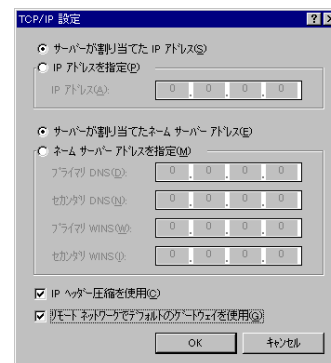 TCP/IP 設定
サーバーが割り当てた IP アドレス(S)
IP アドレスを指定(P)
IP アドレス(A): 0 . 0 . 0 . 0
サーバーが割り当てたネーム サーバー アドレス(E)
ネーム サーバー アドレスを指定(M)
プライマリ DNS(D): 0 . 0 . 0 . 0
セカンダリ DNS(N): 0 . 0 . 0 . 0
プライマリ WINS(W): 0 . 0 . 0 . 0
セカンダリ WINS(I): 0 . 0 . 0 . 0
IP ヘッダー圧縮を使用(C)
リモート ネットワークでデフォルトのゲートウェイを使用(G)
OK キャンセル